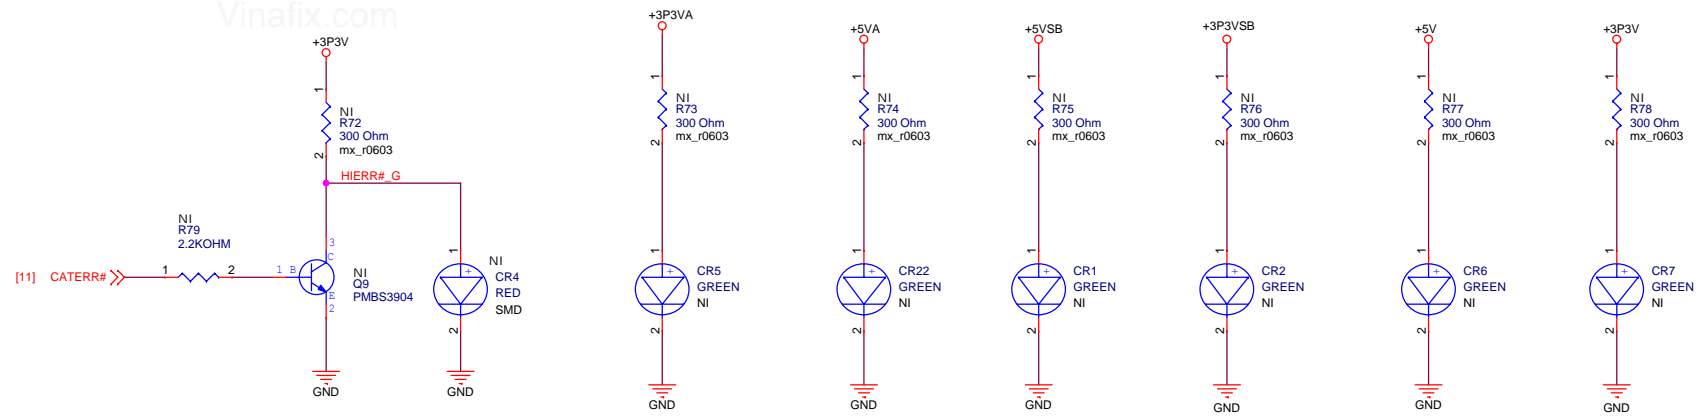 Vinafix.com
+3P3V
1
NI
R72
300 Ohm
mx_r0603
2
HIERR#_G
[11] CATERR#
NI
R79
2.2KOHM
1 2
1 B
3
C
E
2
NI
Q9
PMBS3904
GND
1
+
NI
CR4
RED
SMD
2
GND
+3P3VA
1
NI
R73
300 Ohm
mx_r0603
2
1
+
CR5
GREEN
NI
2
GND
+5VA
1
NI
R74
300 Ohm
mx_r0603
2
1
+
CR22
GREEN
NI
2
GND
+5VSB
1
NI
R75
300 Ohm
mx_r0603
2
1
+
CR1
GREEN
NI
2
GND
+3P3VSB
1
NI
R76
300 Ohm
mx_r0603
2
1
+
CR2
GREEN
NI
2
GND
+5V
1
NI
R77
300 Ohm
mx_r0603
2
1
+
CR6
GREEN
NI
2
GND
+3P3V
1
NI
R78
300 Ohm
mx_r0603
2
1
+
CR7
GREEN
NI
2
GND